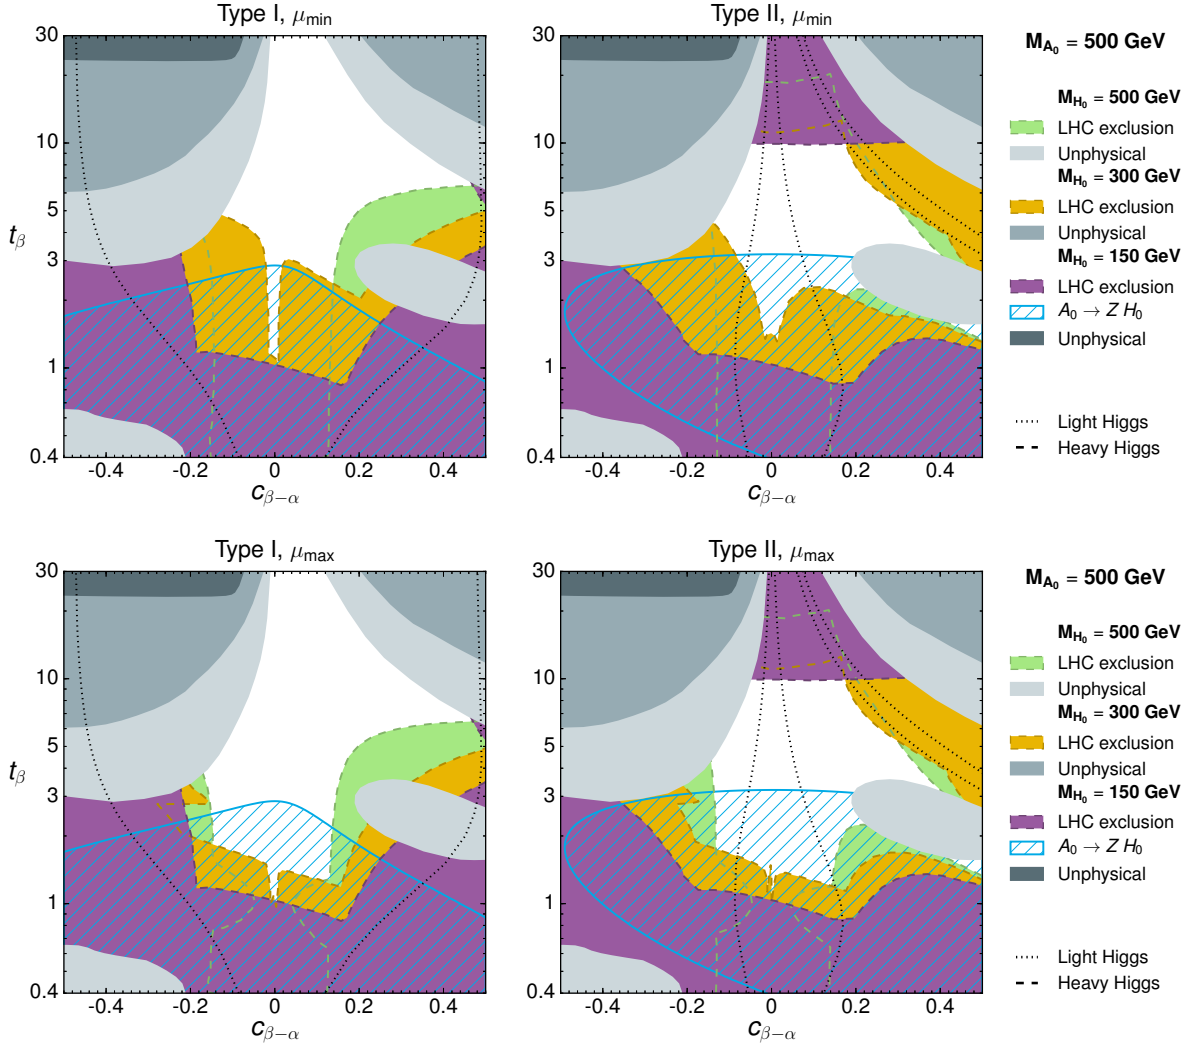 Type I, μmin
30
10
5
3
1
0.4
tβ
-0.4
-0.2
0
0.2
0.4
cβ−α
Type II, μmin
30
10
5
3
1
0.4
-0.4
-0.2
0
0.2
0.4
cβ−α
MA0 = 500 GeV
MH0 = 500 GeV
LHC exclusion
Unphysical
MH0 = 300 GeV
LHC exclusion
Unphysical
MH0 = 150 GeV
LHC exclusion
A0 → Z H0
Unphysical
Light Higgs
Heavy Higgs
Type I, μmax
30
10
5
3
1
0.4
tβ
-0.4
-0.2
0
0.2
0.4
cβ−α
Type II, μmax
30
10
5
3
1
0.4
-0.4
-0.2
0
0.2
0.4
cβ−α
MA0 = 500 GeV
MH0 = 500 GeV
LHC exclusion
Unphysical
MH0 = 300 GeV
LHC exclusion
Unphysical
MH0 = 150 GeV
LHC exclusion
A0 → Z H0
Unphysical
Light Higgs
Heavy Higgs